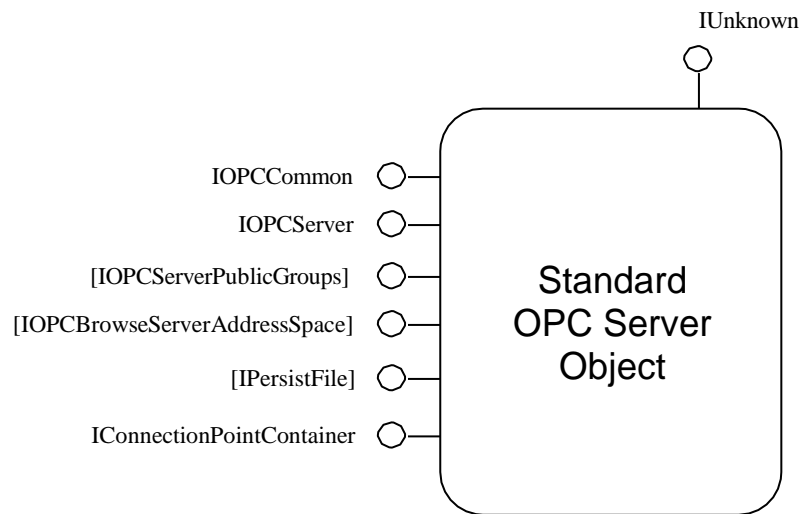 IUnknown
IOPCCommon
IOPCServer
[IOPCServerPublicGroups]
[IOPCBrowseServerAddressSpace]
[IPersistFile]
IConnectionPointContainer
Standard
OPC Server
Object